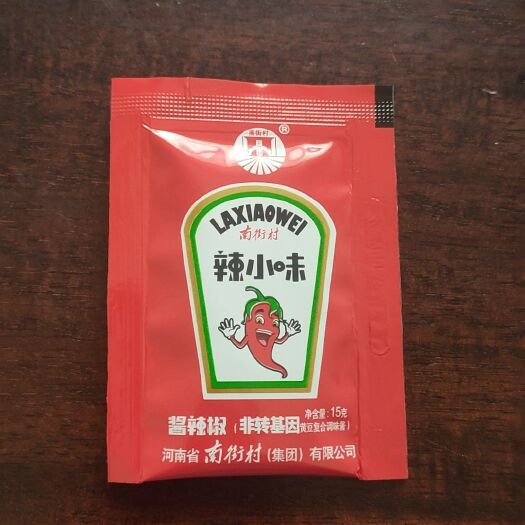 南街村
®
LAXIAOWEI
南街村
辣小味
净含量:15克
酱辣椒(非转基因黄豆复合调味酱)
河南省 南街村(集团)有限公司